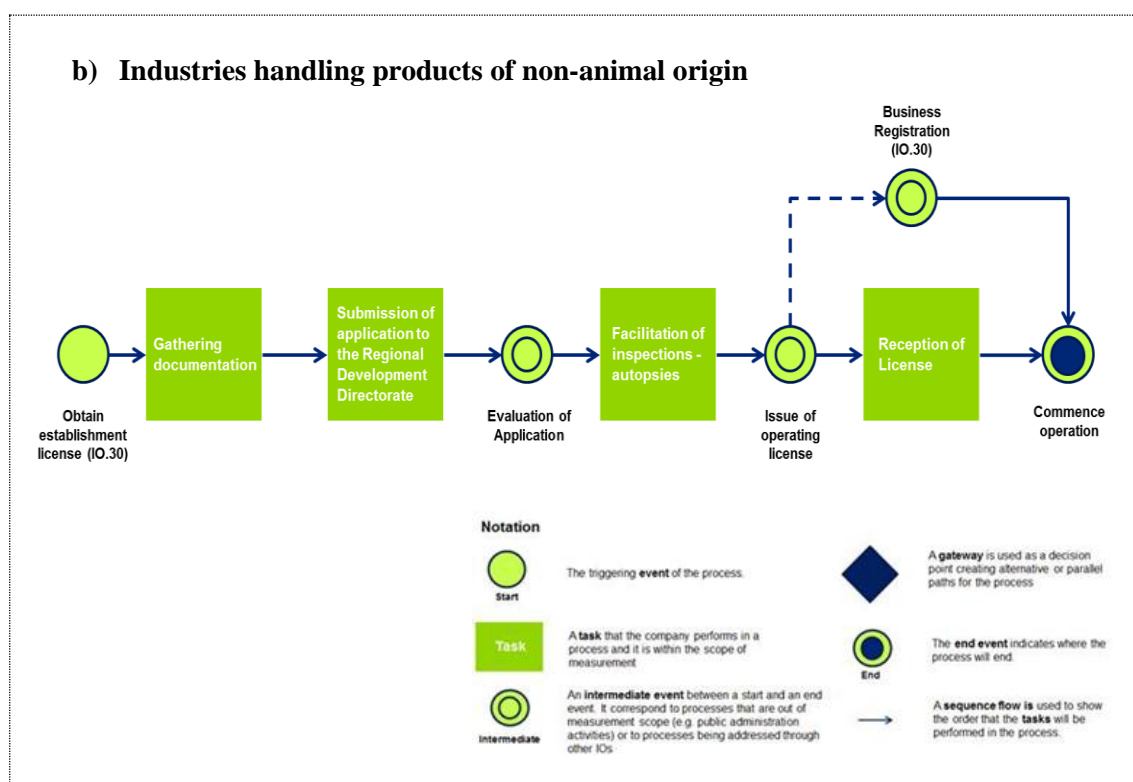 b) Industries handling products of non-animal origin
Business
Registration
(IO.30)
Gathering
documentation
Submission of
application to
the Regional
Development
Directorate
Facilitation of
inspections -
autopsies
Reception of
License
Obtain
establishment
license (IO.30)
Evaluation of
Application
Issue of
operating
license
Commence
operation
Notation
Start
The triggering event of the process.
Task
A task that the company performs in a
process and it is within the scope of
measurement
Intermediate
An intermediate event between a start and an end
event. It correspond to processes that are out of
measurement scope (e.g. public administration
activities) or to processes being addressed through
other IOs
A gateway is used as a decision
point creating alternative or parallel
paths for the process
End
The end event indicates where the
process will end.
A sequence flow is used to show
the order that the tasks will be
performed in the process.